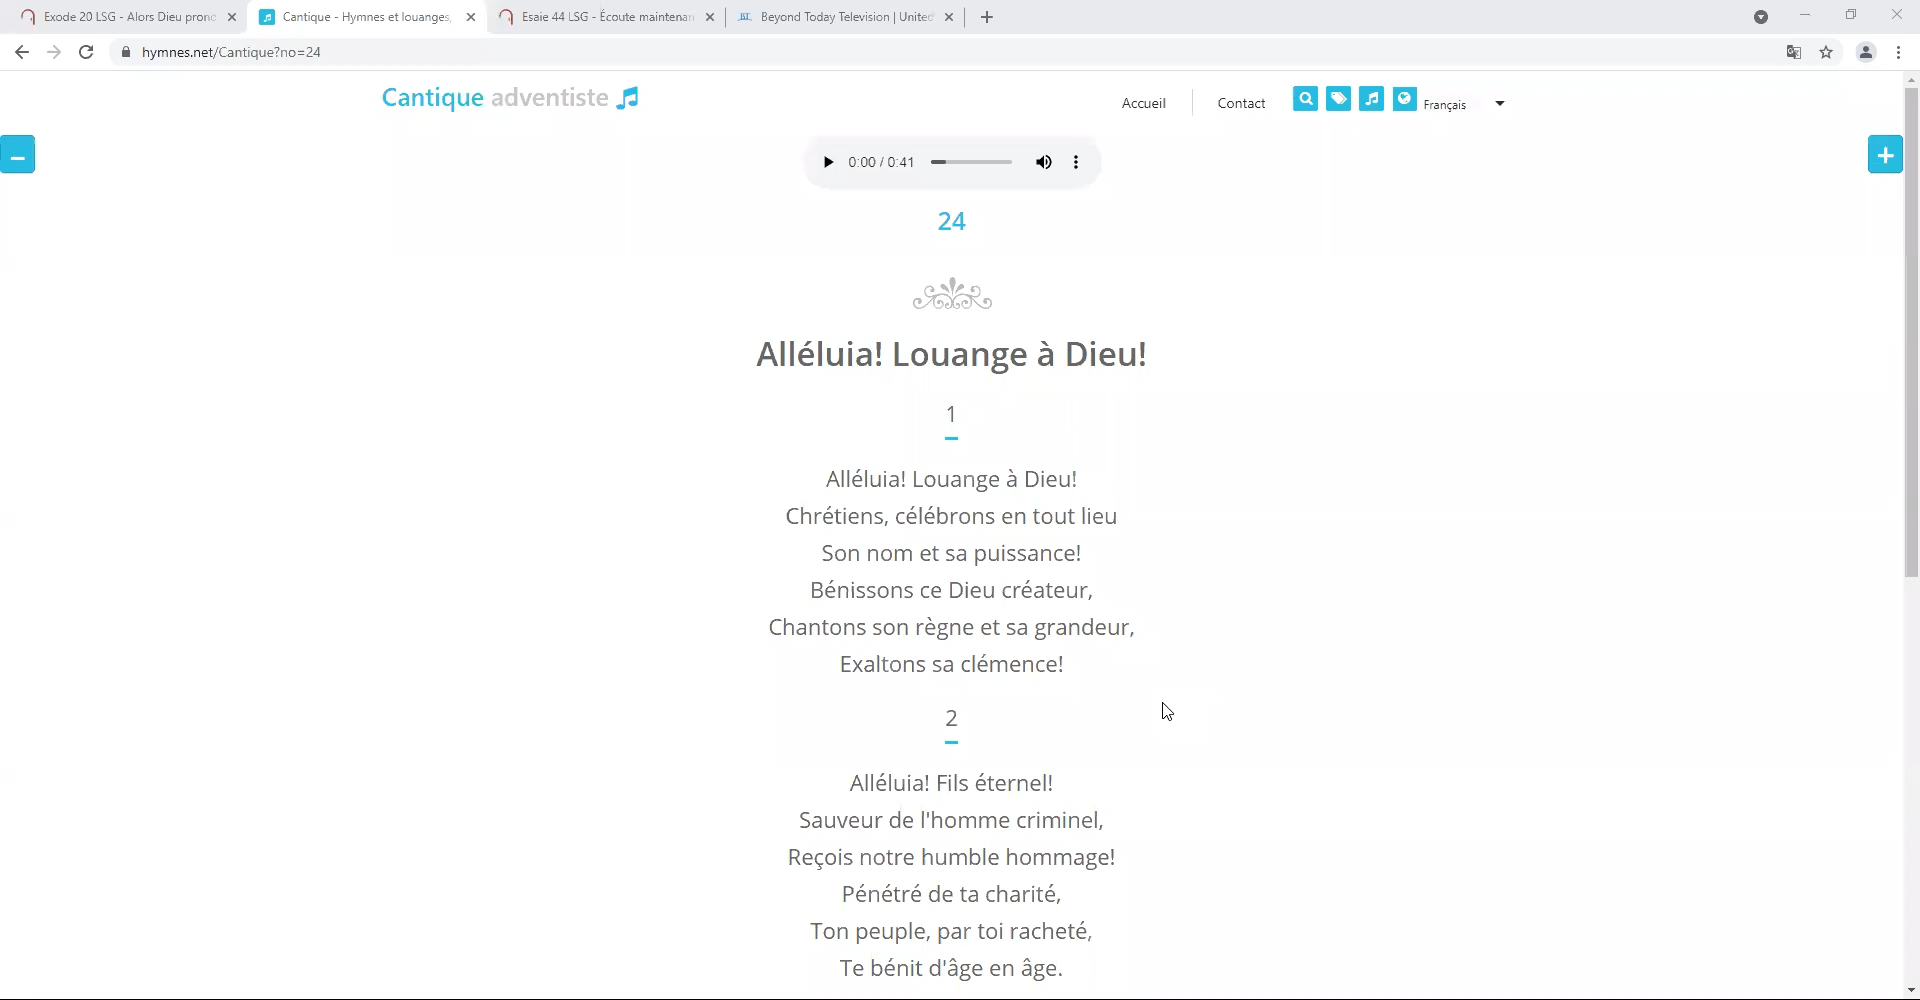 Exode 20 LSG - Alors Dieu prono
Cantique - Hymnes et louanges,
Esaie 44 LSG - Écoute maintenan
Beyond Today Television | United
hymnes.net/Cantique?no=24
Cantique adventiste
Accueil
Contact
Français
0:00 / 0:41
24
Alléluia! Louange à Dieu!
1
Alléluia! Louange à Dieu!
Chrétiens, célébrons en tout lieu
Son nom et sa puissance!
Bénissons ce Dieu créateur,
Chantons son règne et sa grandeur,
Exaltons sa clémence!
2
Alléluia! Fils éternel!
Sauveur de l'homme criminel,
Reçois notre humble hommage!
Pénétré de ta charité,
Ton peuple, par toi racheté,
Te bénit d'âge en âge.